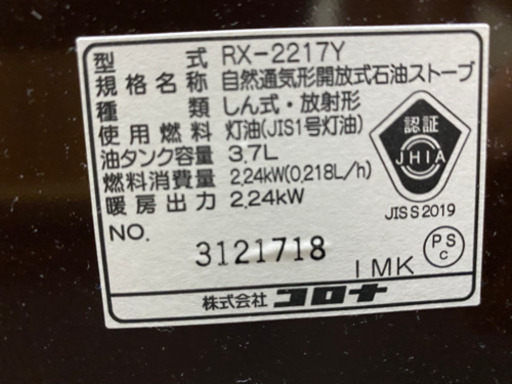 型式 RX-2217Y
規格名称 自然通気形開放式石油ストーブ
種類 しん式・放射形
使用燃料 灯油(JIS1号灯油)
油タンク容量 3.7L
燃料消費量 2.24kW(0.218L/h)
暖房出力 2.24kW
認証
JHIA
JIS S 2019
NO. 3121718
IMK
PS
C
株式会社 コロナ